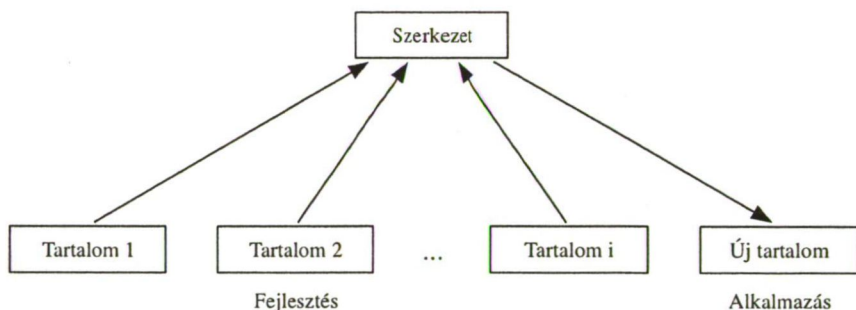 Szerkezet
Tartalom 1
Tartalom 2
...
Tartalom i
Új tartalom
Fejlesztés
Alkalmazás